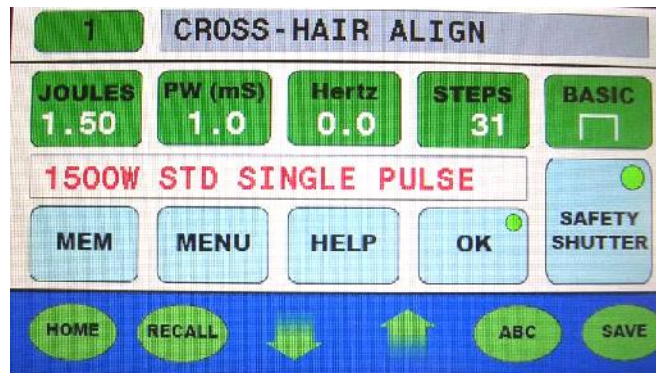 1 CROSS-HAIR ALIGN
JOULES PW (mS) Hertz STEPS BASIC
1.50 1.0 0.0 31
1500W STD SINGLE PULSE
MEM MENU HELP OK SAFETY SHUTTER
HOME RECALL ABC SAVE